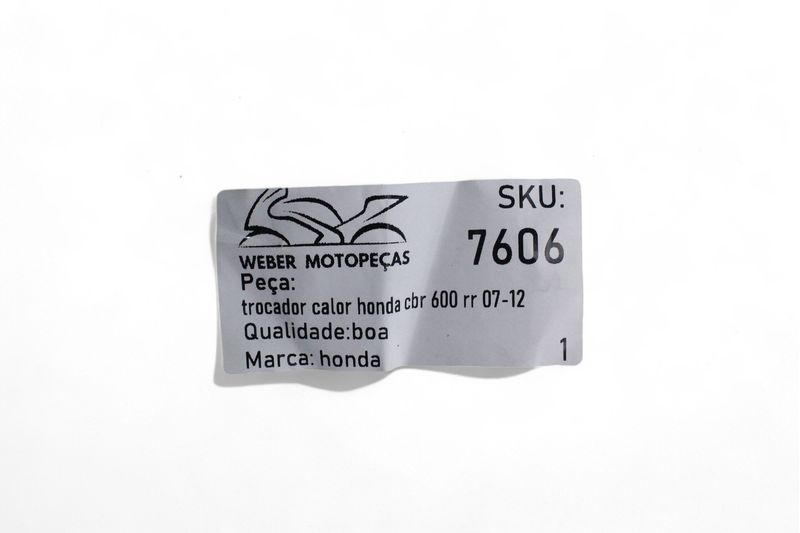 SKU:
7606
WEBER MOTOPEÇAS
Peça:
trocador calor honda cbr 600 rr 07-12
Qualidade:boa
Marca: honda
1